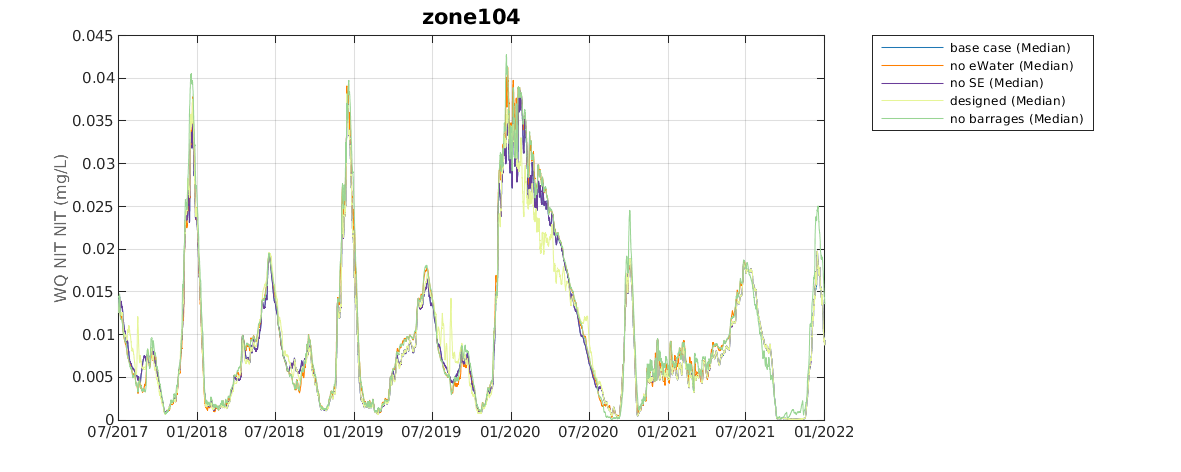 zone104
WQ NIT NIT (mg/L)
0.045
0.04
0.035
0.03
0.025
0.02
0.015
0.01
0.005
0
07/2017 01/2018 07/2018 01/2019 07/2019 01/2020 07/2020 01/2021 07/2021 01/2022
base case (Median)
no eWater (Median)
no SE (Median)
designed (Median)
no barrages (Median)